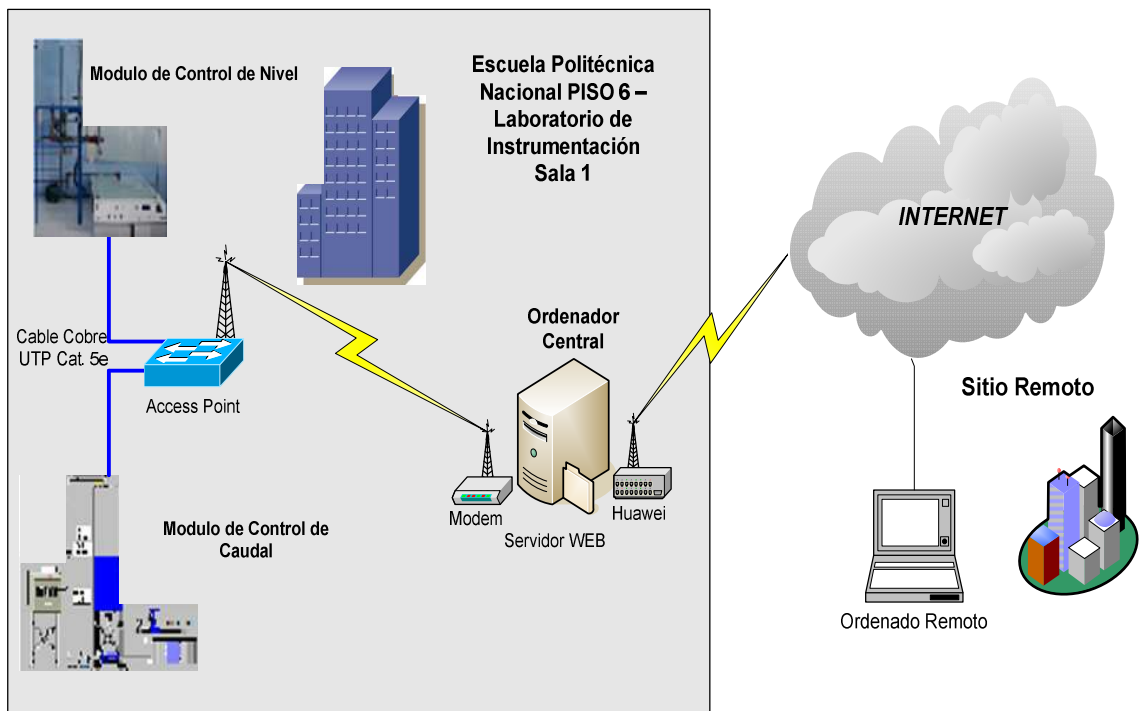 Modulo de Control de Nivel
Escuela Politécnica
Nacional PISO 6 –
Laboratorio de
Instrumentación
Sala 1
INTERNET
Cable Cobre
UTP Cat. 5e
Access Point
Ordenador
Central
Modem
Servidor WEB
Huawei
Sitio Remoto
Modulo de Control de
Caudal
Ordenado Remoto